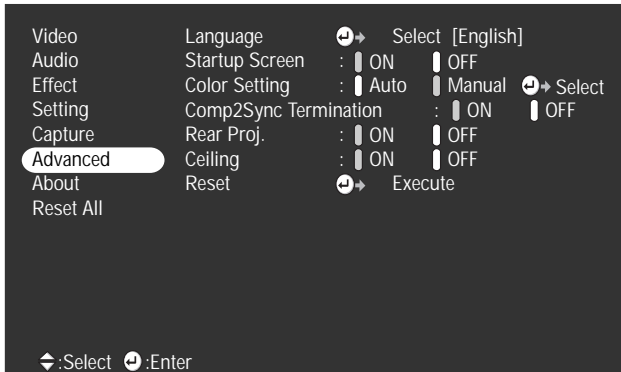 Video Language Select [English]
Audio Startup Screen : ON OFF
Effect Color Setting : Auto Manual Select
Setting Comp2Sync Termination : ON OFF
Capture Rear Proj. : ON OFF
Advanced Ceiling : ON OFF
About Reset Execute
Reset All
:Select :Enter